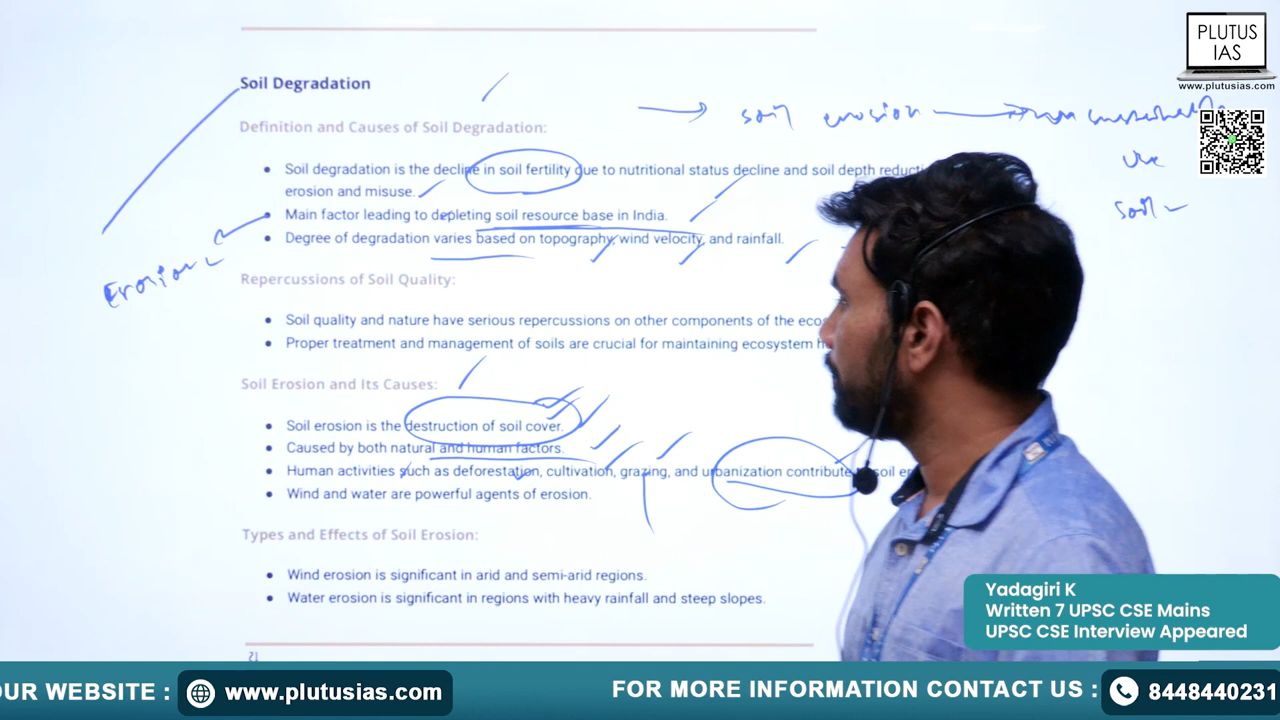 PLUTUS
IAS
www.plutusias.com
Soil Degradation
soil erosion
Definition and Causes of Soil Degradation:
• Soil degradation is the decline in soil fertility due to nutritional status decline and soil depth
erosion and misuse.
• Main factor leading to depleting soil resource base in India.
soil
• Degree of degradation varies based on topography, wind velocity, and rainfall.
Erosion
Repercussions of Soil Quality:
• Soil quality and nature have serious repercussions on other components of the
• Proper treatment and management of soils are crucial for maintaining ecosystem
Soil Erosion and Its Causes:
• Soil erosion is the destruction of soil cover.
• Caused by both natural and human factors.
• Human activities such as deforestation, cultivation, grazing, and urbanization contribute
• Wind and water are powerful agents of erosion.
Types and Effects of Soil Erosion:
• Wind erosion is significant in arid and semi-arid regions.
• Water erosion is significant in regions with heavy rainfall and steep slopes.
21
Yadagiri K
Written 7 UPSC CSE Mains
UPSC CSE Interview Appeared
OUR WEBSITE : www.plutusias.com FOR MORE INFORMATION CONTACT US : 8448440231